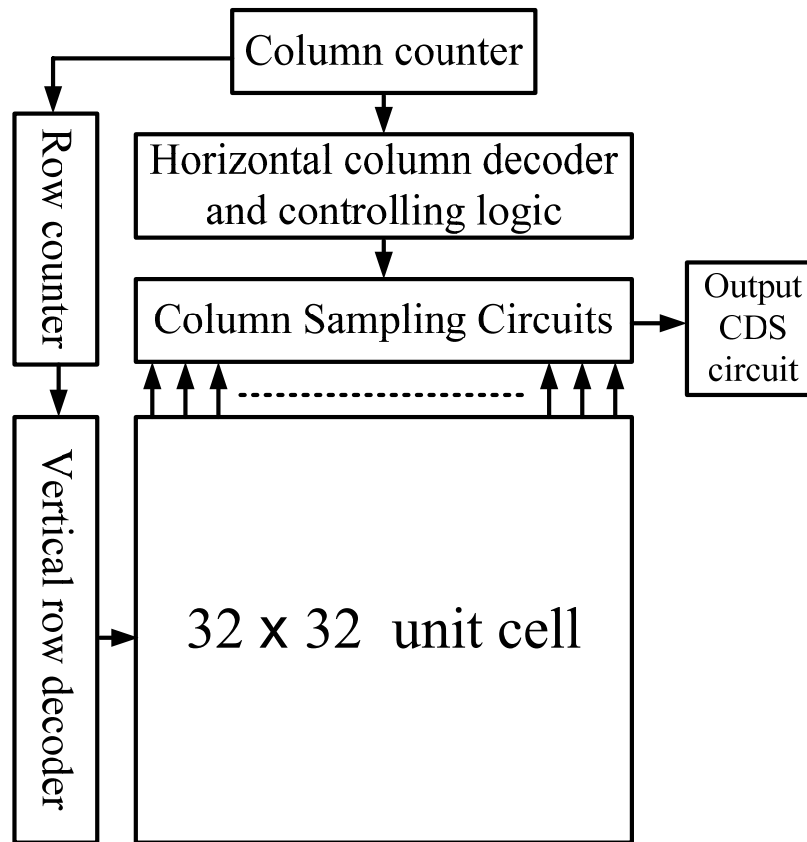 Column counter
Row counter
Horizontal column decoder
and controlling logic
Column Sampling Circuits
Output
CDS
circuit
Vertical row decoder
32 x 32 unit cell